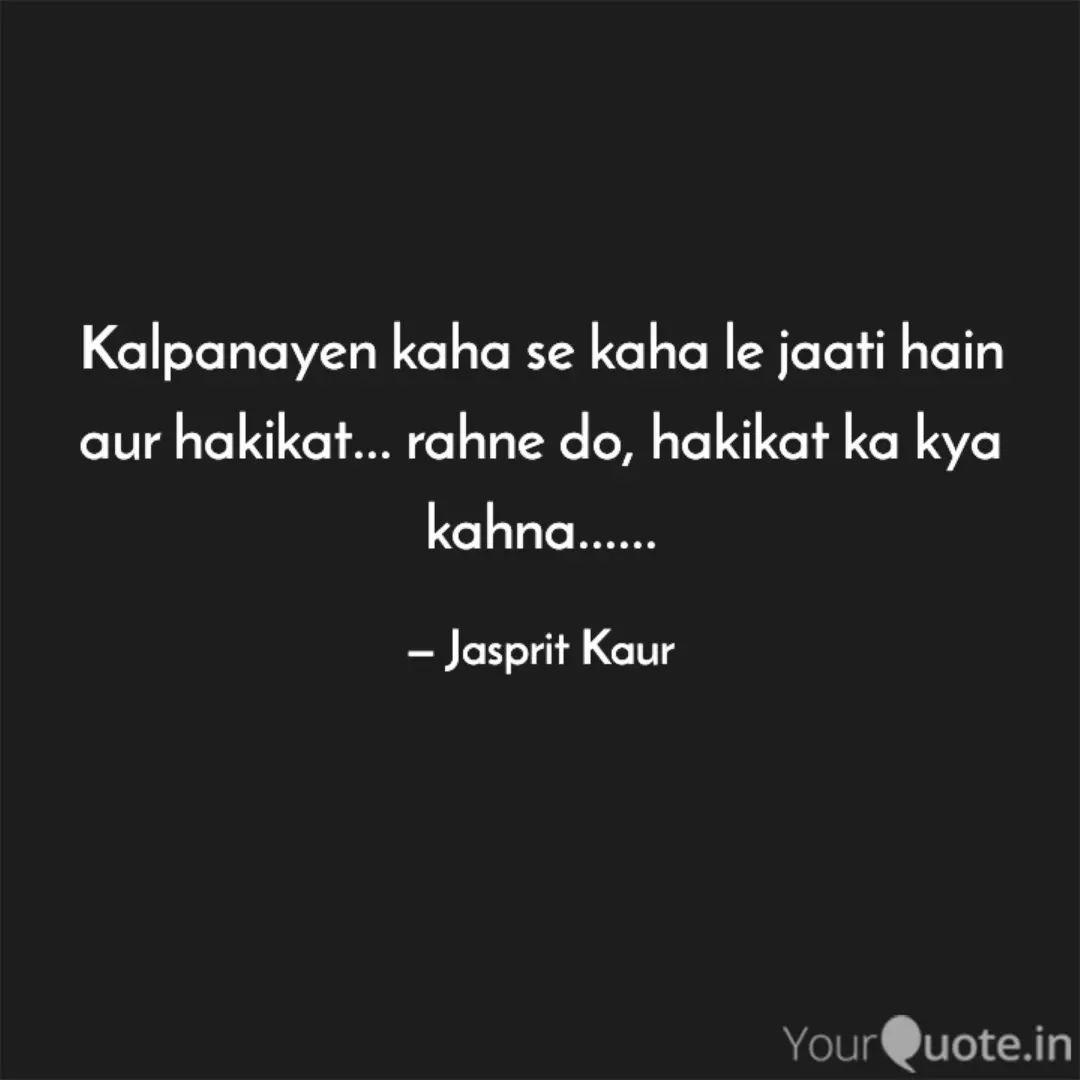 Kalpanayen kaha se kaha le jaati hain
aur hakikat... rahne do, hakikat ka kya
kahna......
– Jasprit Kaur
YourQuote.in